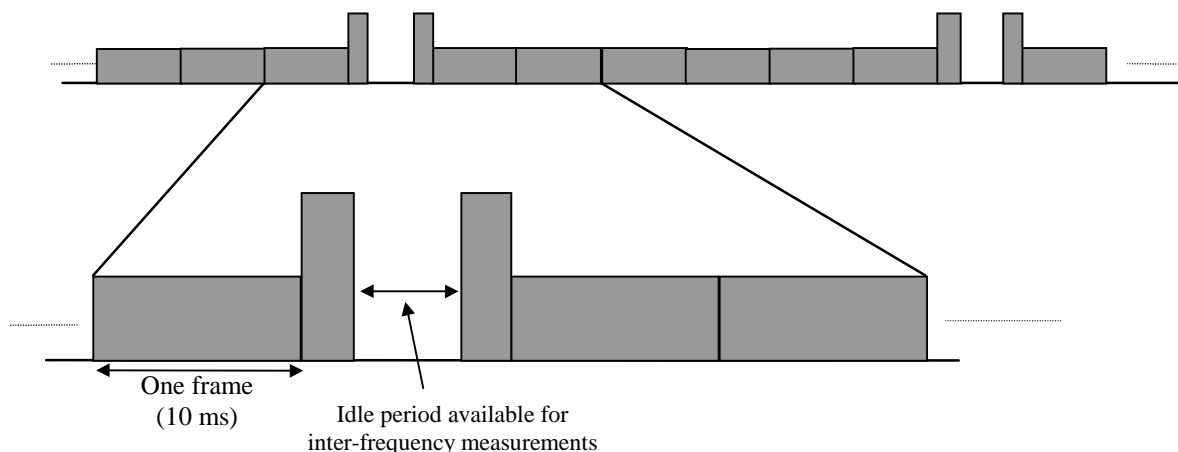 One frame
(10 ms)
Idle period available for
inter-frequency measurements